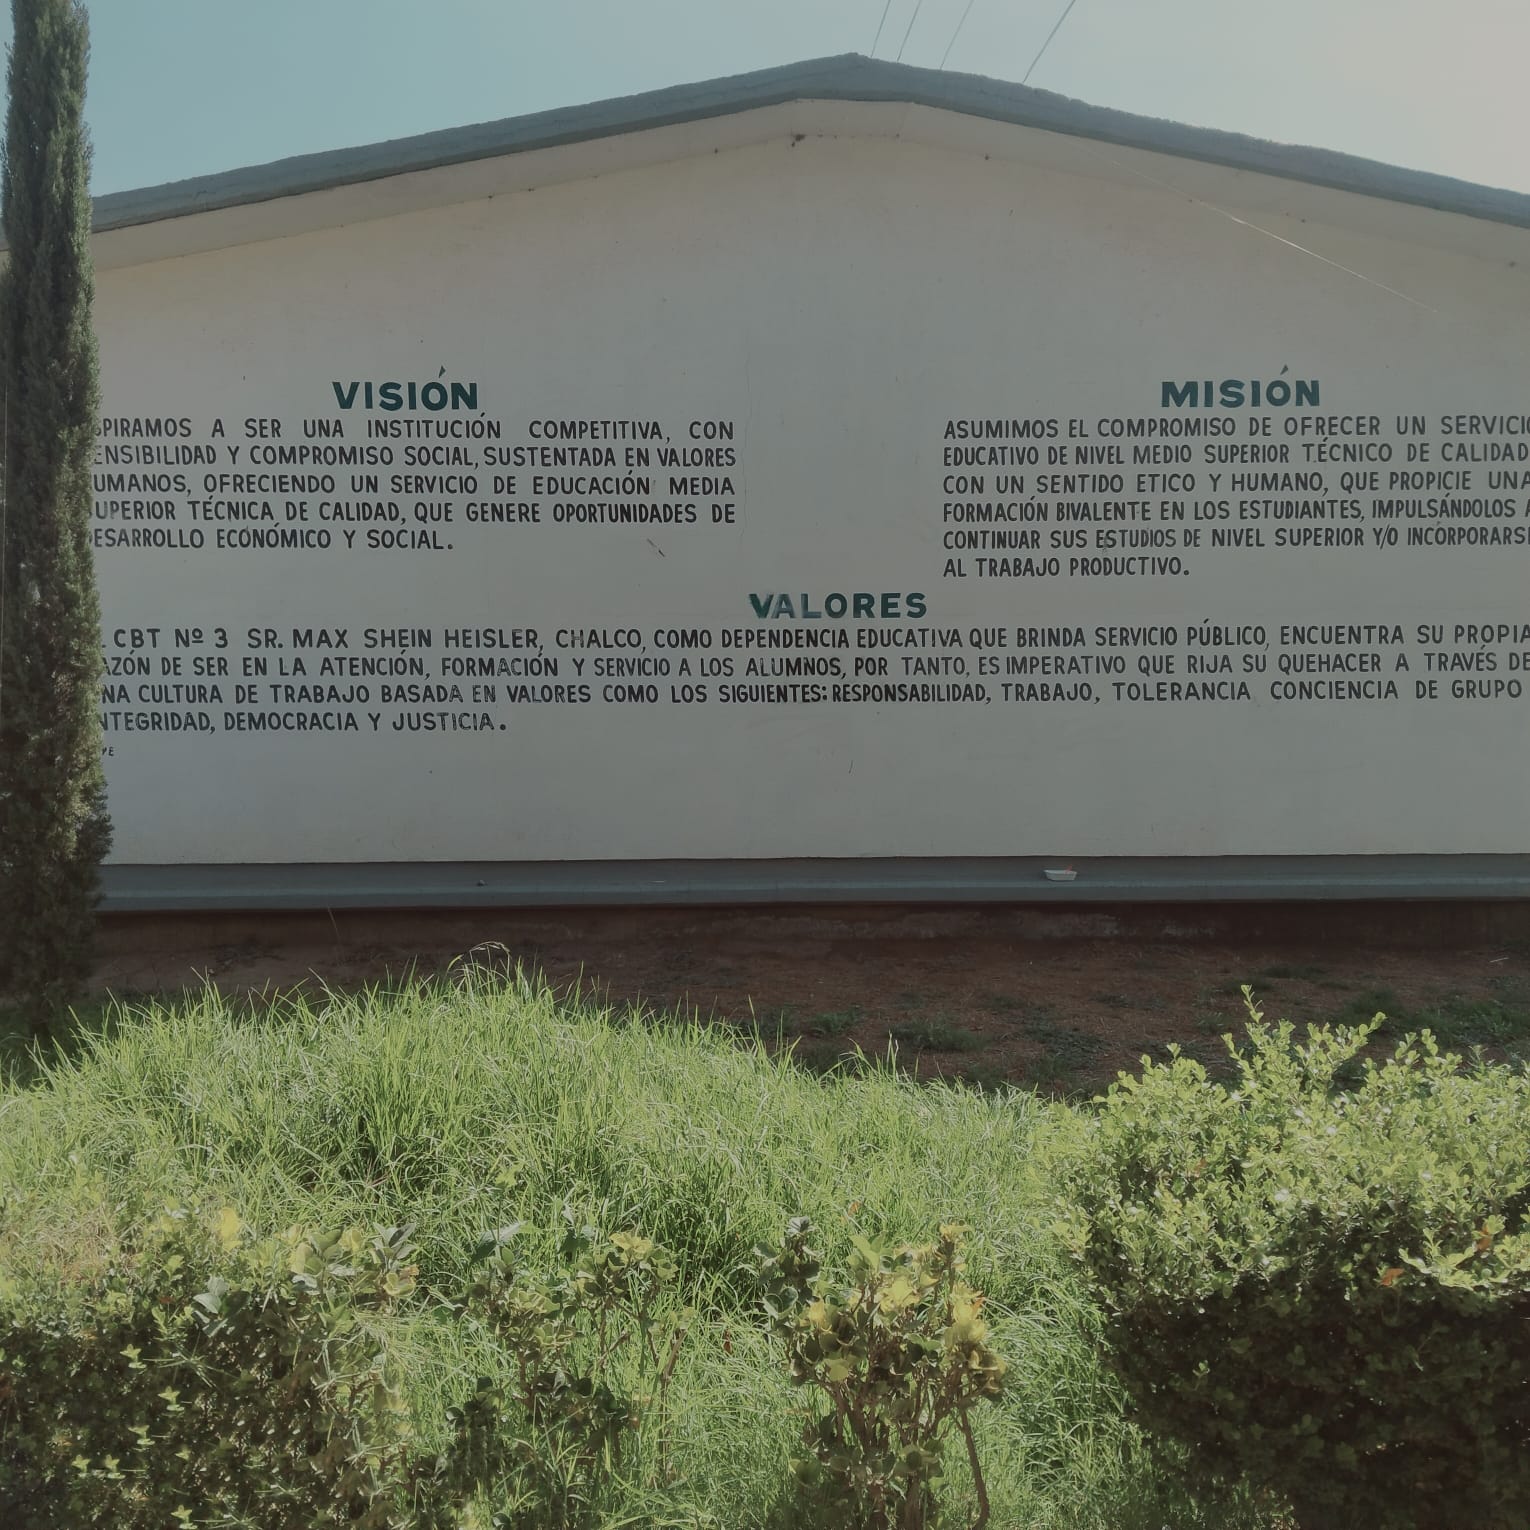 VISIÓN
PIRAMOS A SER UNA INSTITUCIÓN COMPETITIVA, CON
ENSIBILIDAD Y COMPROMISO SOCIAL, SUSTENTADA EN VALORES
UMANOS, OFRECIENDO UN SERVICIO DE EDUCACIÓN MEDIA
UPERIOR TÉCNICA DE CALIDAD, QUE GENERE OPORTUNIDADES DE
ESARROLLO ECONÓMICO Y SOCIAL.
MISIÓN
ASUMIMOS EL COMPROMISO DE OFRECER UN SERVICIO
EDUCATIVO DE NIVEL MEDIO SUPERIOR TÉCNICO DE CALIDAD
CON UN SENTIDO ETICO Y HUMANO, QUE PROPICIE UNA
FORMACIÓN BIVALENTE EN LOS ESTUDIANTES, IMPULSÁNDOLOS A
CONTINUAR SUS ESTUDIOS DE NIVEL SUPERIOR Y/O INCORPORARSE
AL TRABAJO PRODUCTIVO.
VALORES
CBT Nº 3 SR. MAX SHEIN HEISLER, CHALCO, COMO DEPENDENCIA EDUCATIVA QUE BRINDA SERVICIO PÚBLICO, ENCUENTRA SU PROPIA
AZÓN DE SER EN LA ATENCIÓN, FORMACIÓN Y SERVICIO A LOS ALUMNOS, POR TANTO, ES IMPERATIVO QUE RIJA SU QUEHACER A TRAVÉS DE
NA CULTURA DE TRABAJO BASADA EN VALORES COMO LOS SIGUIENTES: RESPONSABILIDAD, TRABAJO, TOLERANCIA CONCIENCIA DE GRUPO
NTEGRIDAD, DEMOCRACIA Y JUSTICIA.